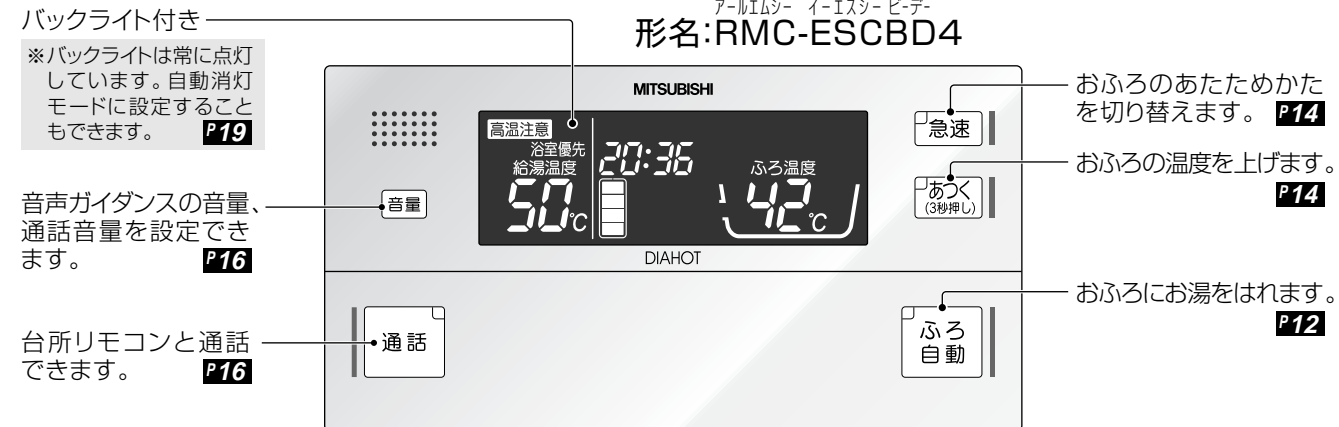 アールエムシー イーエスシービーデー
形名:RMC-ESCBD4
バックライト付き
※バックライトは常に点灯
しています。自動消灯
モードに設定すること
もできます。 P19
音声ガイダンスの音量、
通話音量を設定でき
ます。 P16
台所リモコンと通話
できます。 P16
MITSUBISHI
高温注意
浴室優先
給湯温度
50℃
20:36
ふろ温度
42℃
DIAHOT
音量
通話
急速
あつく
(3秒押し)
ふろ
自動
おふろのあたためかた
を切り替えます。 P14
おふろの温度を上げます。
P14
おふろにお湯をはれます。
P12